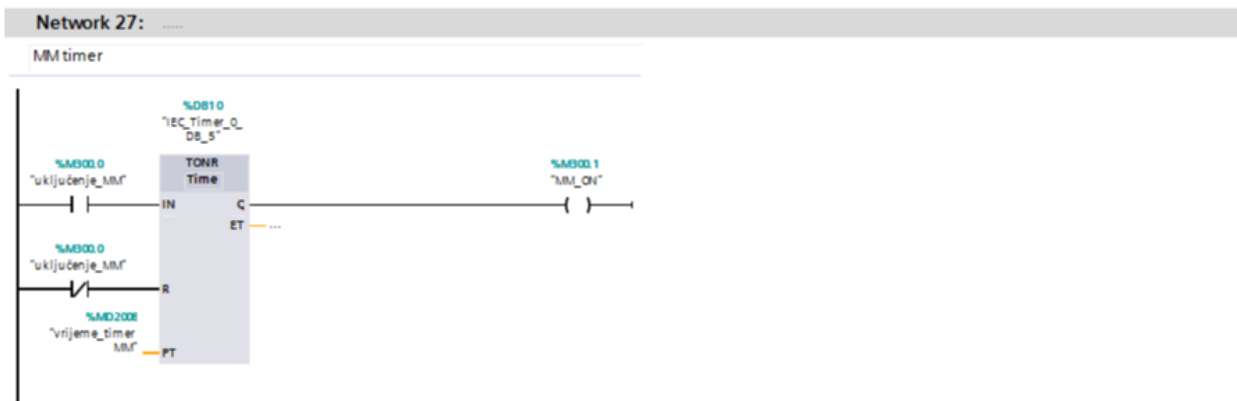 Network 27: .....
MM timer
%DB10
"IEC_Timer_0_
DB_5"
%M300.0
"uključenje_MM"
TONR
Time
%M300.1
"MM_ON"
IN
Q
ET
...
%M300.0
"uključenje_MM"
R
%MD2008
"vrijeme_timer
MM"
PT